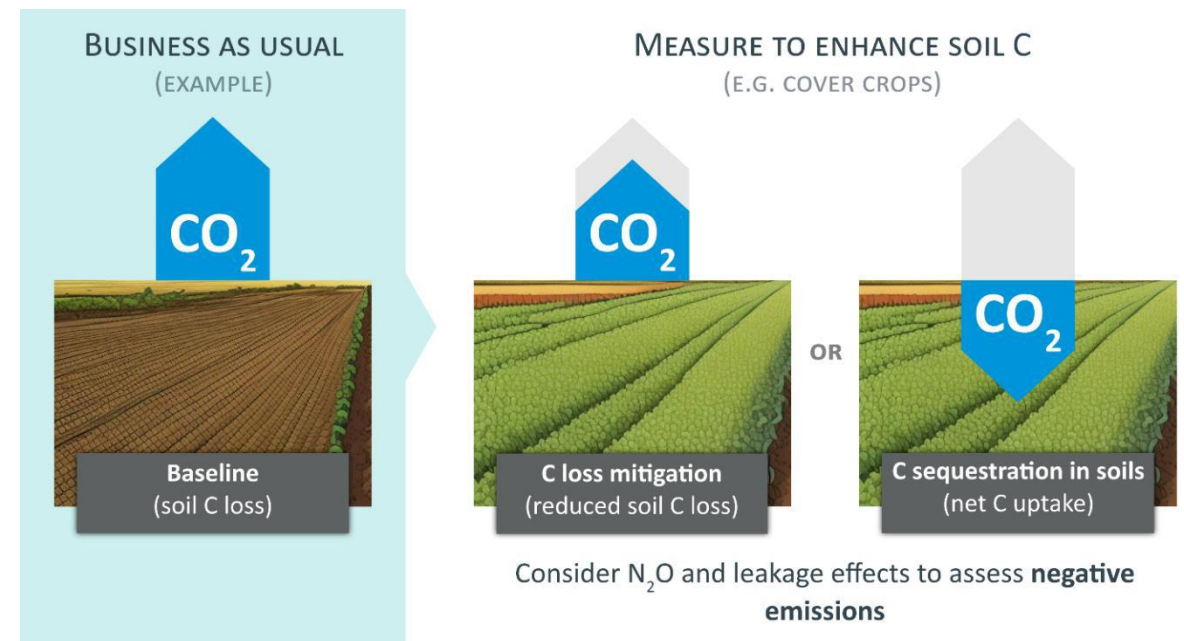 BUSINESS AS USUAL
(EXAMPLE)
CO₂
Baseline
(soil C loss)
MEASURE TO ENHANCE SOIL C
(E.G. COVER CROPS)
CO₂
C loss mitigation
(reduced soil C loss)
OR
CO₂
C sequestration in soils
(net C uptake)
Consider N₂O and leakage effects to assess negative
emissions